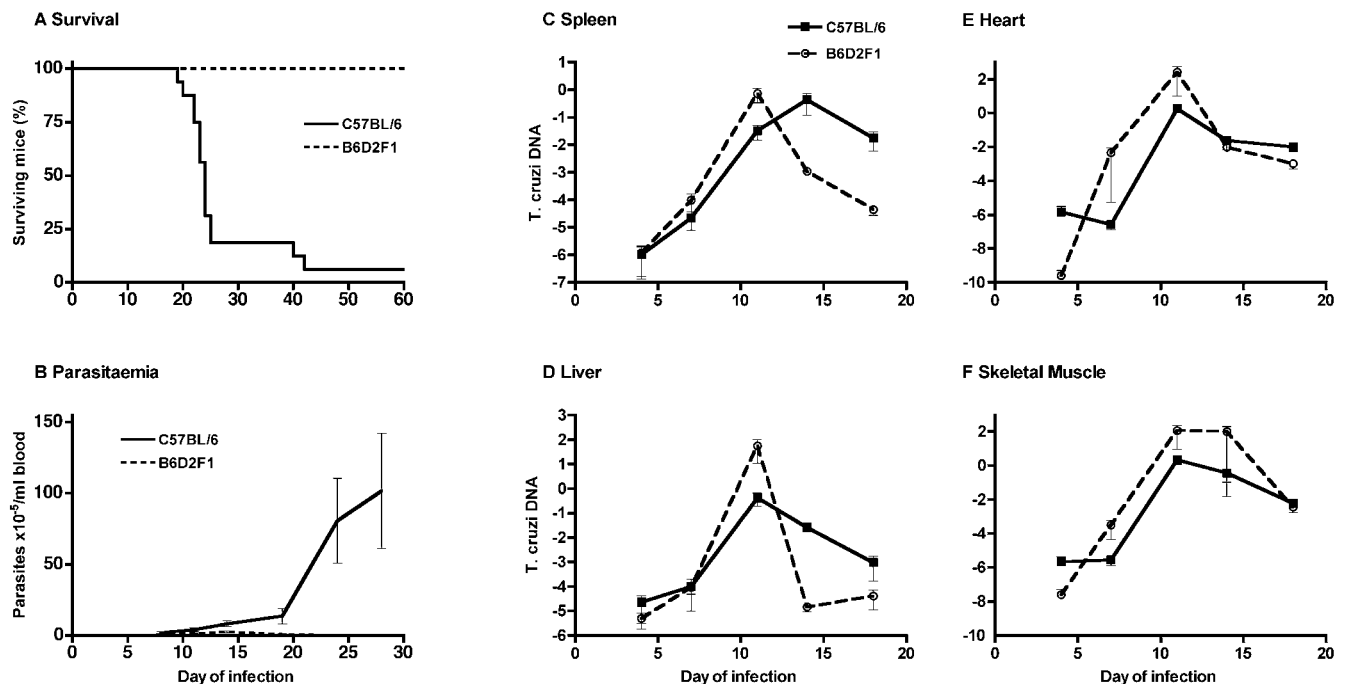 A Survival
100
75
50
25
0
Surviving mice (%)
C57BL/6
B6D2F1
0 10 20 30 40 50 60
B Parasitaemia
150
100
50
0
Parasites x10⁻⁵/ml blood
C57BL/6
B6D2F1
0 5 10 15 20 25 30
Day of infection
C Spleen
C57BL/6
B6D2F1
1
0
-1
-2
-3
-4
-5
-6
-7
T. cruzi DNA
0 5 10 15 20
D Liver
3
2
1
0
-1
-2
-3
-4
-5
-6
T. cruzi DNA
0 5 10 15 20
Day of infection
E Heart
2
0
-2
-4
-6
-8
-10
0 5 10 15 20
F Skeletal Muscle
2
0
-2
-4
-6
-8
-10
0 5 10 15 20
Day of infection